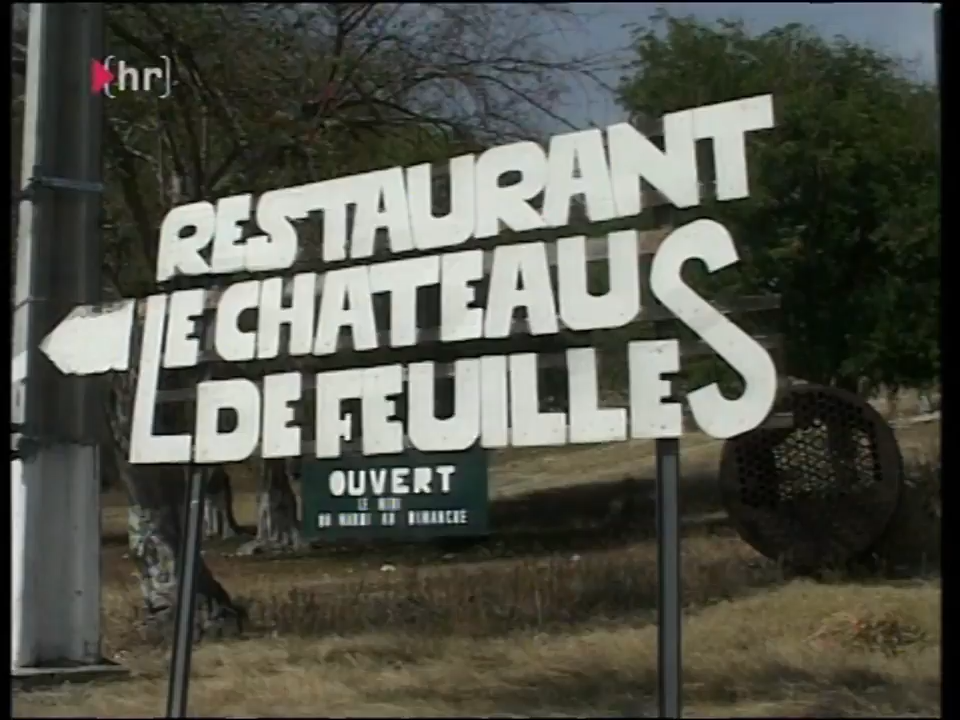 {hr}
RESTAURANT
LE CHATEAU
DE FEUILLES
OUVERT
LE MIDI
DU MARDI AU DIMANCHE